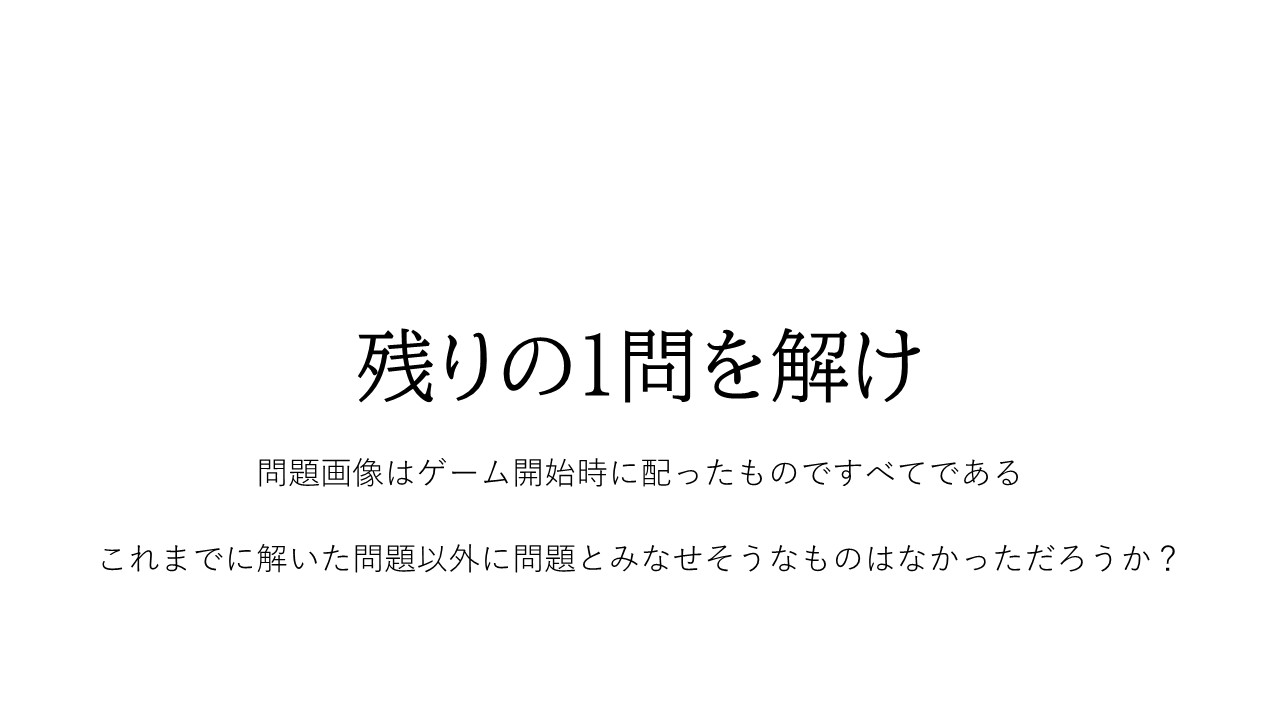 残りの1問を解け
問題画像はゲーム開始時に配ったものですべてである
これまでに解いた問題以外に問題とみなせそうなものはなかっただろうか？